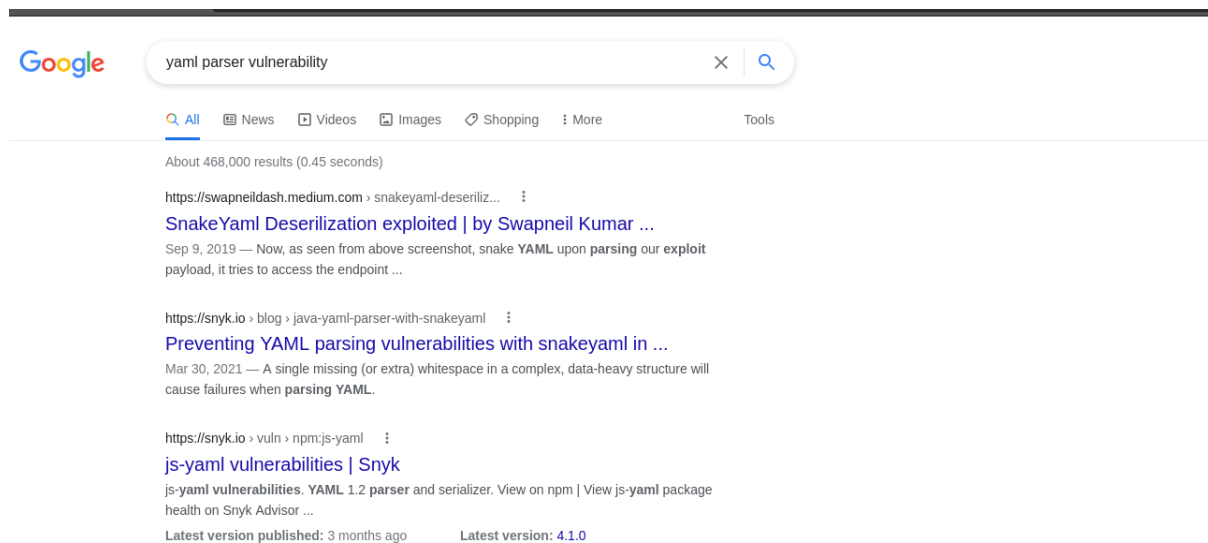 Google
yaml parser vulnerability
All News Videos Images Shopping More Tools
About 468,000 results (0.45 seconds)
https://swapneildash.medium.com › snakeyaml-deseriliz...
SnakeYaml Deserilization exploited | by Swapneil Kumar ...
Sep 9, 2019 — Now, as seen from above screenshot, snake YAML upon parsing our exploit
payload, it tries to access the endpoint ...
https://snyk.io › blog › java-yaml-parser-with-snakeyaml
Preventing YAML parsing vulnerabilities with snakeyaml in ...
Mar 30, 2021 — A single missing (or extra) whitespace in a complex, data-heavy structure will
cause failures when parsing YAML.
https://snyk.io › vuln › npm:js-yaml
js-yaml vulnerabilities | Snyk
js-yaml vulnerabilities. YAML 1.2 parser and serializer. View on npm | View js-yaml package
health on Snyk Advisor ...
Latest version published: 3 months ago Latest version: 4.1.0